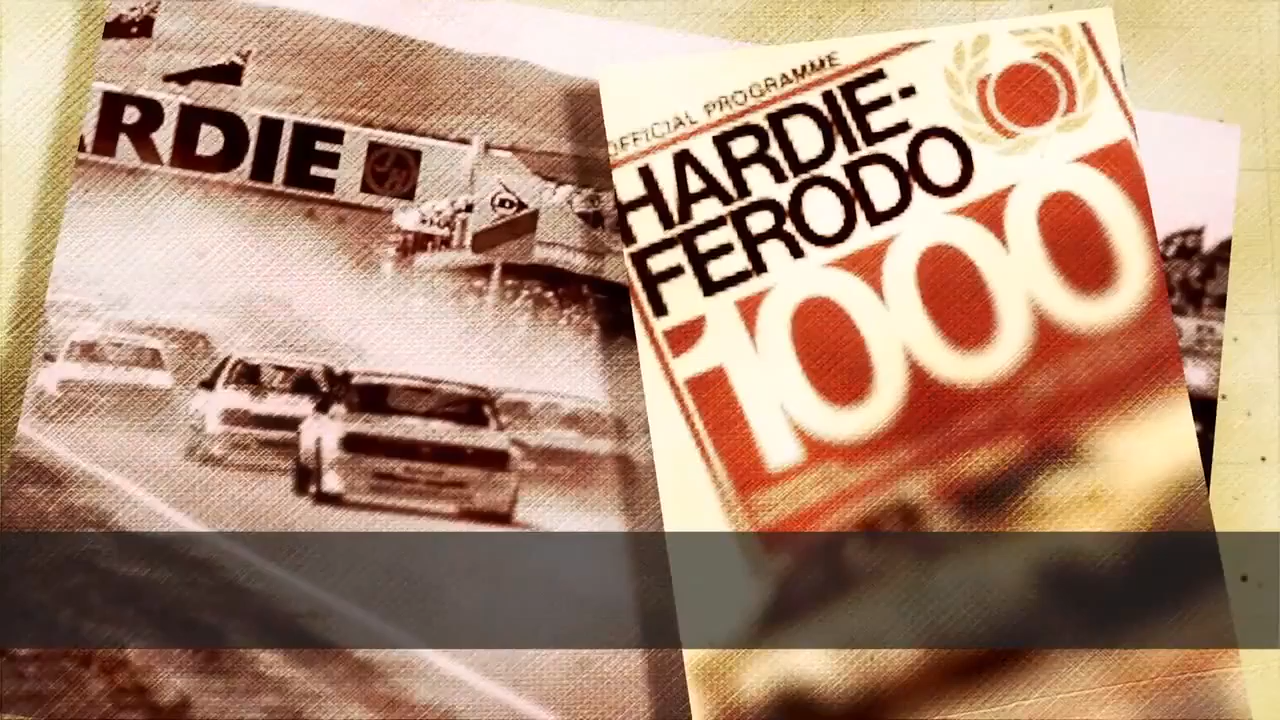 ARDIE
OFFICIAL PROGRAMME
HARDIE-
FERODO
1000